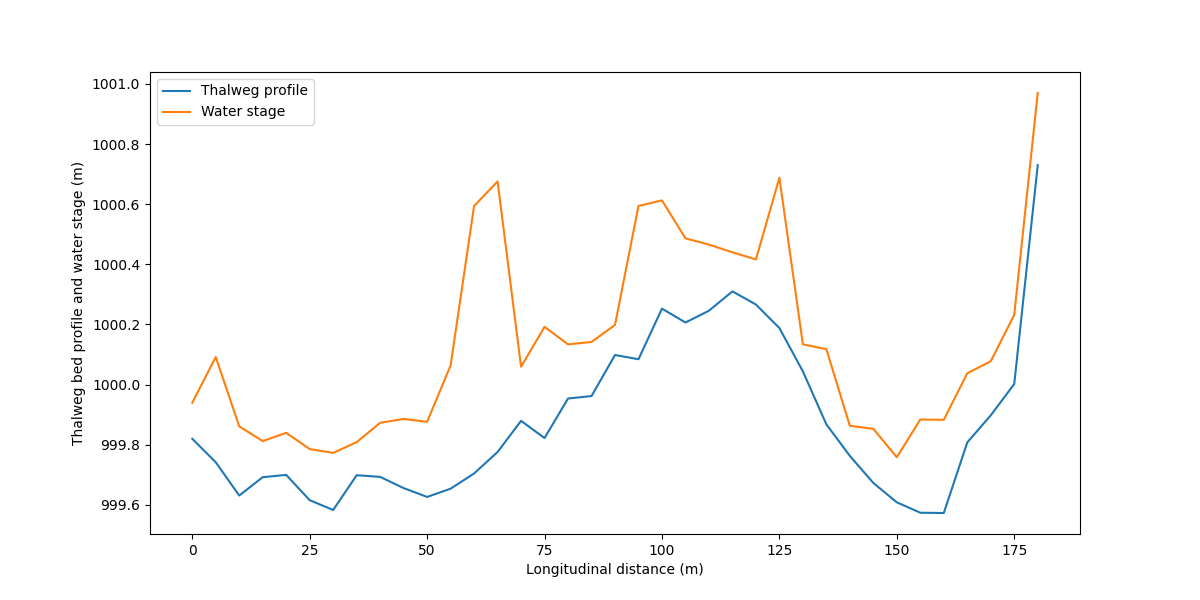 Thalweg profile
Water stage
Thalweg bed profile and water stage (m)
1001.0
1000.8
1000.6
1000.4
1000.2
1000.0
999.8
999.6
0 25 50 75 100 125 150 175
Longitudinal distance (m)